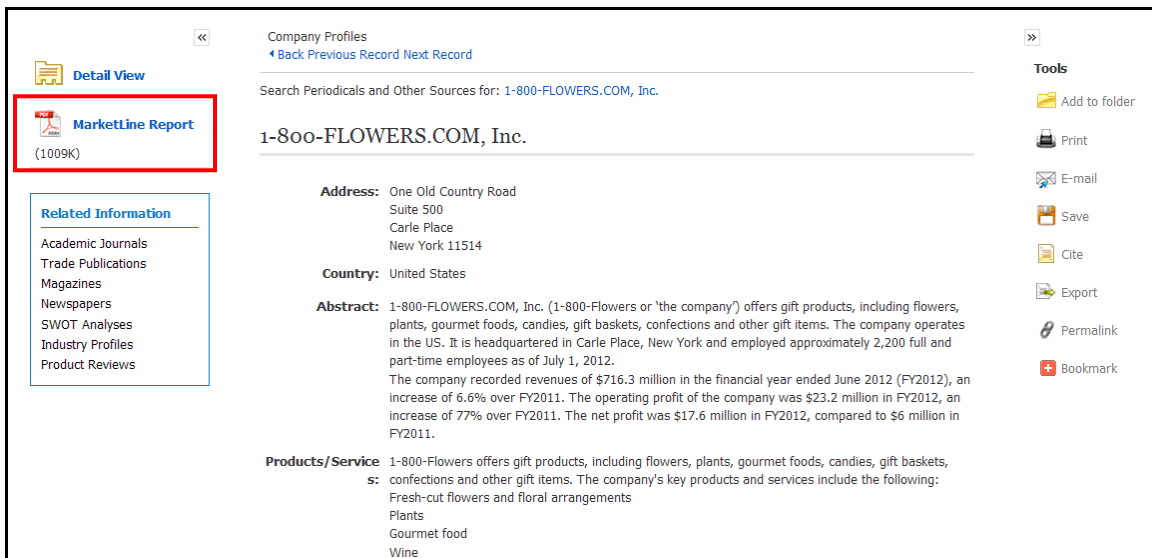 «
Detail View
MarketLine Report
(1009K)
Related Information
Academic Journals
Trade Publications
Magazines
Newspapers
SWOT Analyses
Industry Profiles
Product Reviews
Company Profiles
Back Previous Record Next Record
Search Periodicals and Other Sources for: 1-800-FLOWERS.COM, Inc.
1-800-FLOWERS.COM, Inc.
Address: One Old Country Road
Suite 500
Carle Place
New York 11514
Country: United States
Abstract: 1-800-FLOWERS.COM, Inc. (1-800-Flowers or 'the company') offers gift products, including flowers,
plants, gourmet foods, candies, gift baskets, confections and other gift items. The company operates
in the US. It is headquartered in Carle Place, New York and employed approximately 2,200 full and
part-time employees as of July 1, 2012.
The company recorded revenues of $716.3 million in the financial year ended June 2012 (FY2012), an
increase of 6.6% over FY2011. The operating profit of the company was $23.2 million in FY2012, an
increase of 77% over FY2011. The net profit was $17.6 million in FY2012, compared to $6 million in
FY2011.
Products/Service 1-800-Flowers offers gift products, including flowers, plants, gourmet foods, candies, gift baskets,
s: confections and other gift items. The company's key products and services include the following:
Fresh-cut flowers and floral arrangements
Plants
Gourmet food
Wine
»
Tools
Add to folder
Print
E-mail
Save
Cite
Export
Permalink
Bookmark